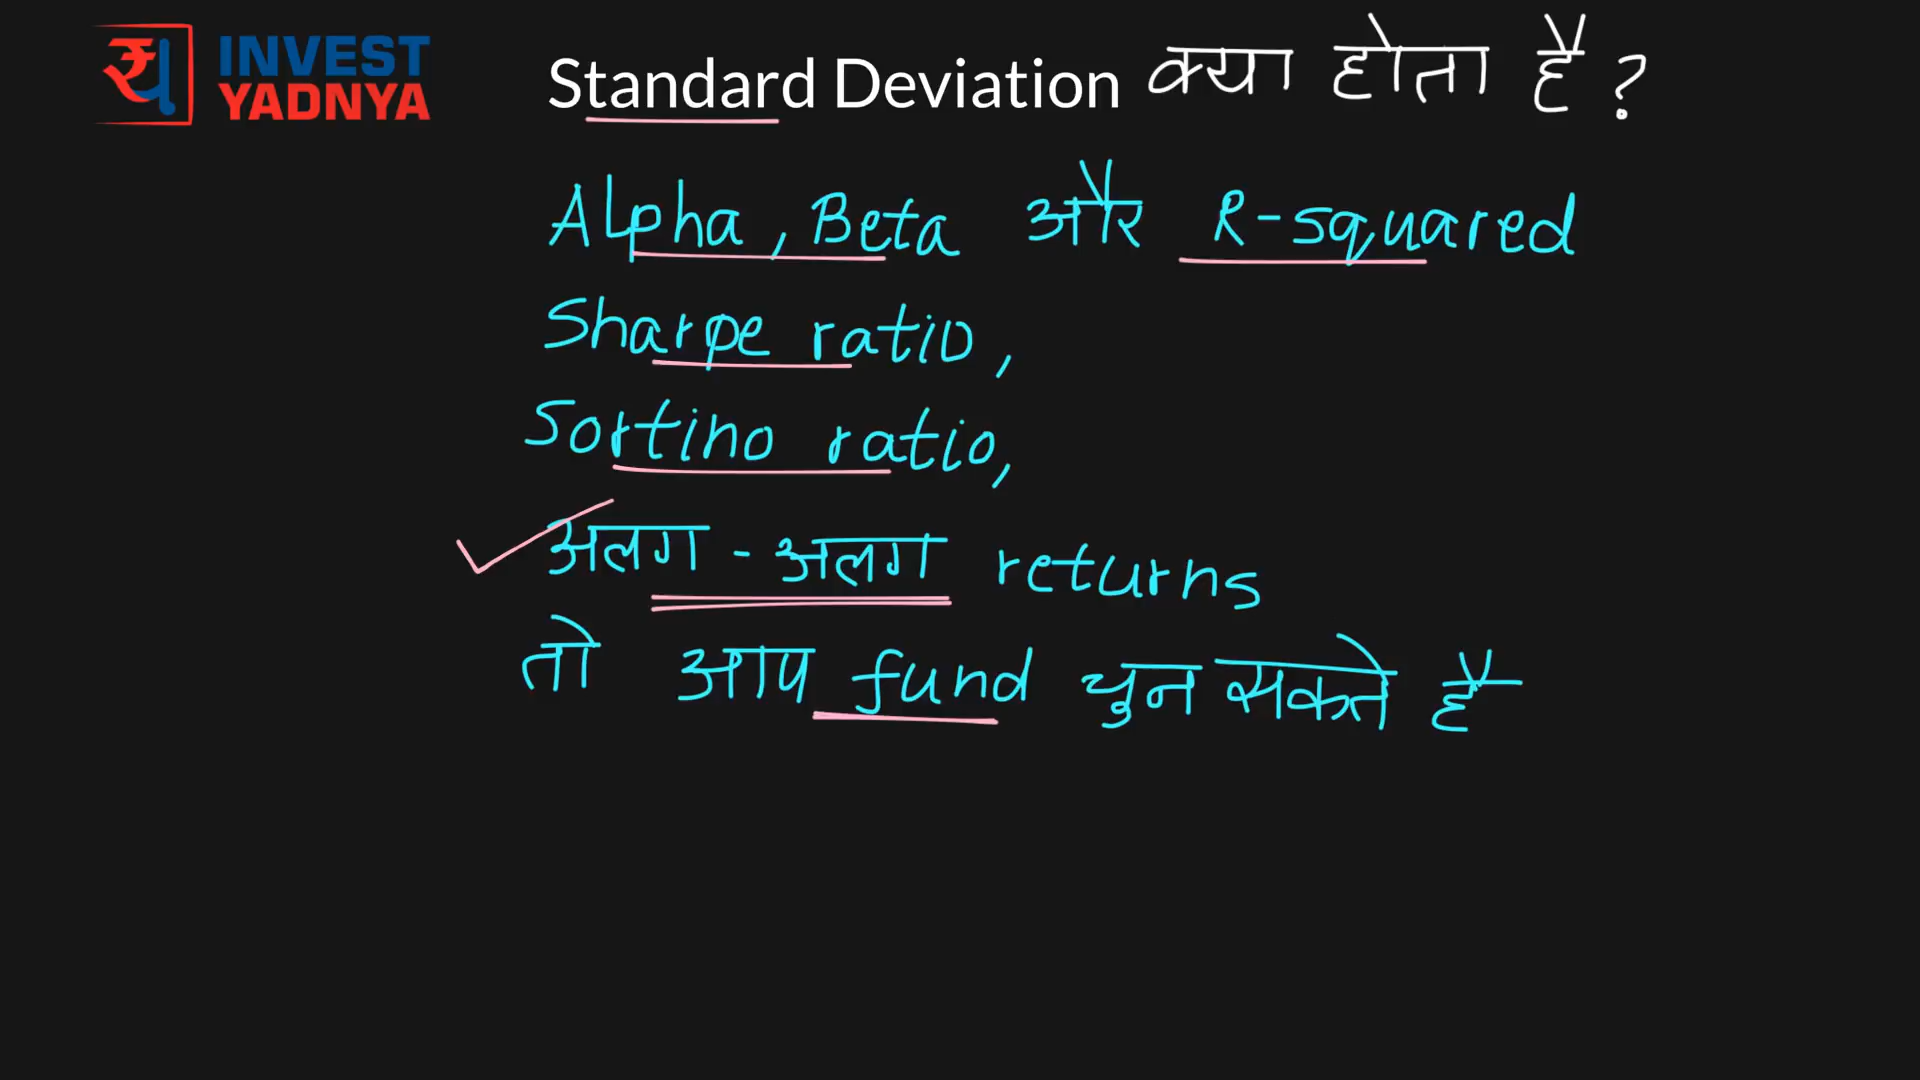 INVEST
YADNYA
Standard Deviation क्या होता है ?
Alpha, Beta और R-squared
Sharpe ratio,
Sortino ratio,
अलग - अलग returns
तो आप fund चुन सकते है